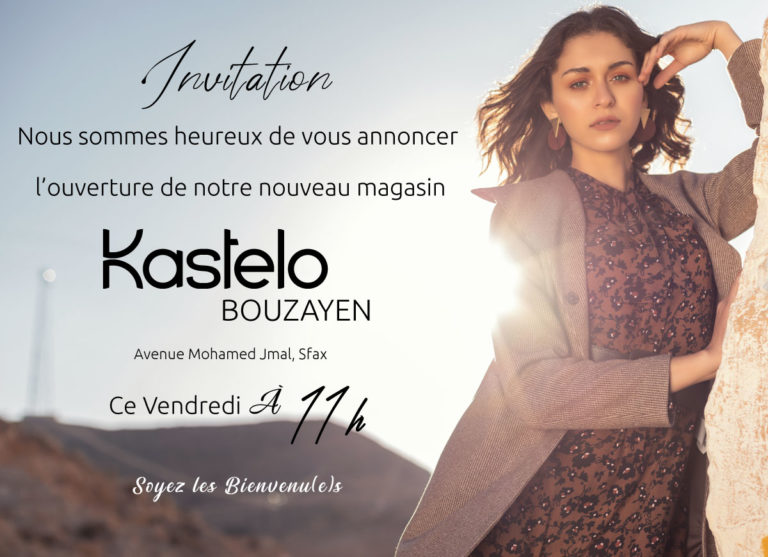 Invitation
Nous sommes heureux de vous annoncer
l'ouverture de notre nouveau magasin
Kastelo
BOUZAYEN
Avenue Mohamed Jmal, Sfax
Ce Vendredi À 11 h
Soyez les Bienvenu(e)s